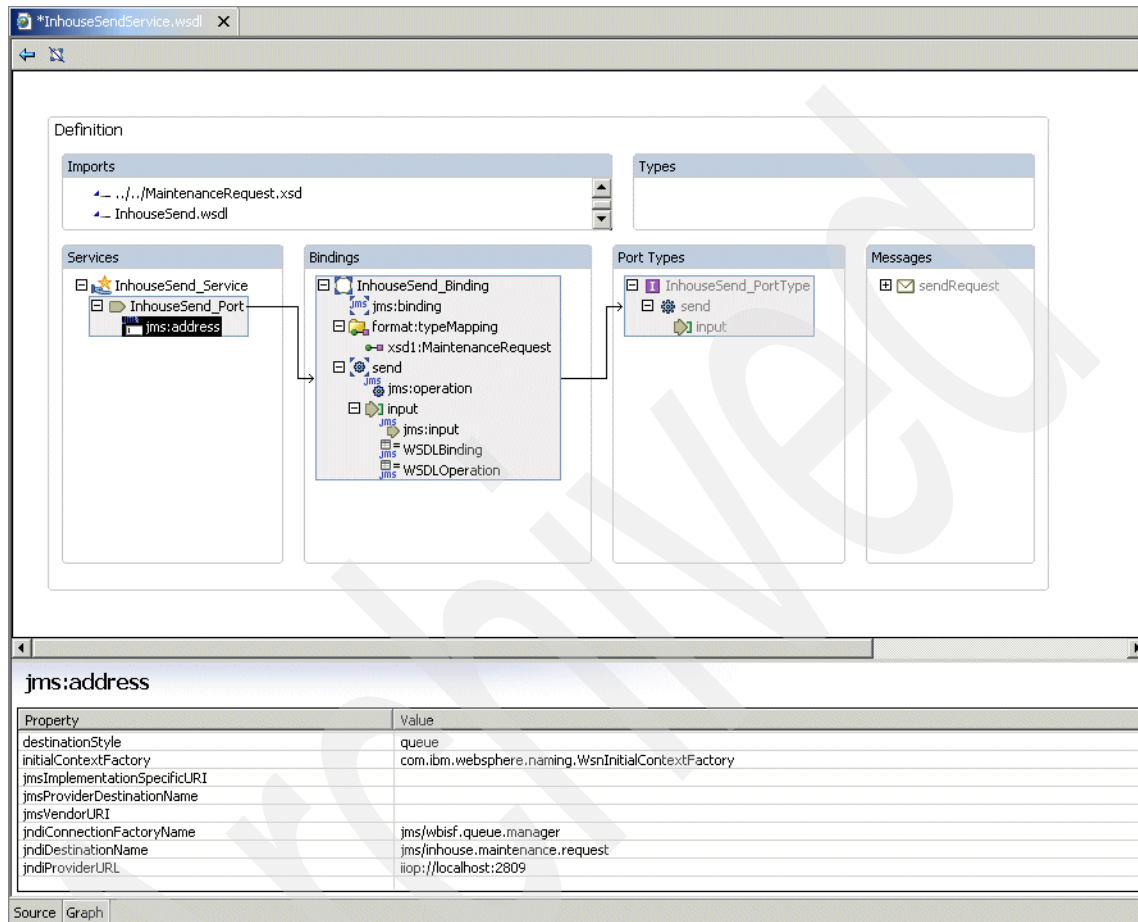 *InhouseSendService.wsdl
Definition
Imports
../../MaintenanceRequest.xsd
InhouseSend.wsdl
Types
Services
InhouseSend_Service
InhouseSend_Port
jms:address
Bindings
InhouseSend_Binding
jms:binding
format:typeMapping
xsd1:MaintenanceRequest
send
jms:operation
input
jms:input
WSDLBinding
WSDLOperation
Port Types
InhouseSend_PortType
send
input
Messages
sendRequest
jms:address
Property Value
destinationStyle queue
initialContextFactory com.ibm.websphere.naming.WsnInitialContextFactory
jmsImplementationSpecificURI
jmsProviderDestinationName
jmsVendorURI
jndiConnectionFactoryName jms/wbisf.queue.manager
jndiDestinationName jms/inhouse.maintenance.request
jndiProviderURL iiop://localhost:2809
Source Graph
Archived